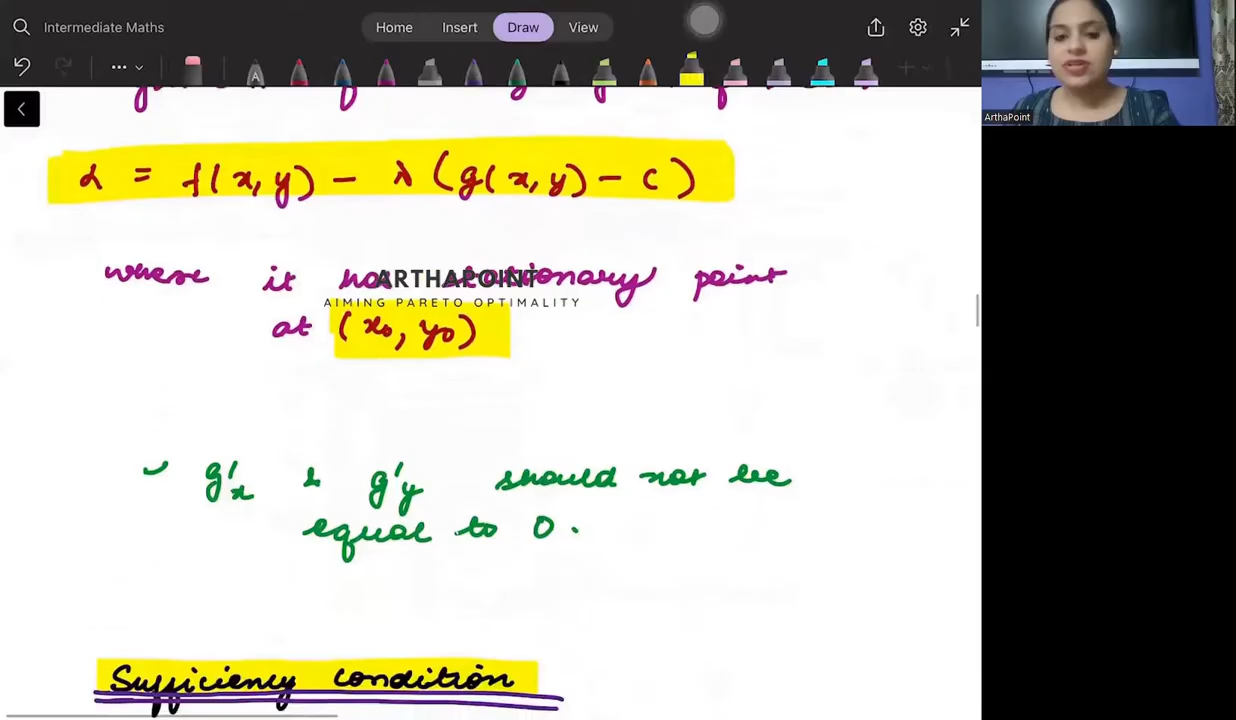 Intermediate Maths
Home Insert Draw View
ArthaPoint
L = f(x, y) - λ (g(x, y) - c)
where it has stationary point
ARTHAPOINT
AIMING PARETO OPTIMALITY
at (x₀, y₀)
g'x & g'y should not be
equal to 0.
Sufficiency condition